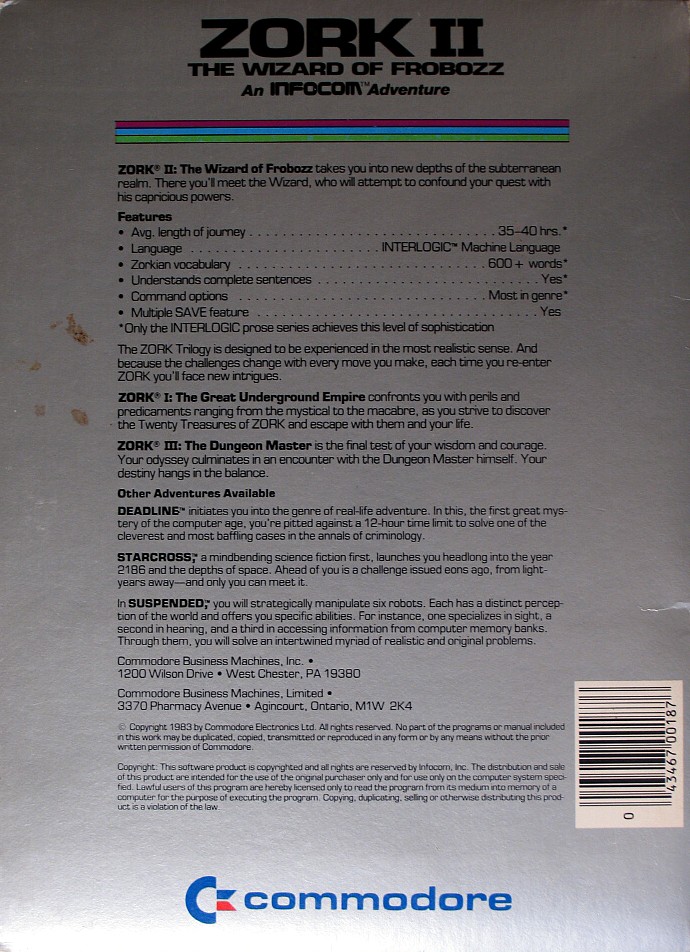 ZORK II
THE WIZARD OF FROBOZZ
An INFOCOM™ Adventure
ZORK® II: The Wizard of Frobozz takes you into new depths of the subterranean
realm. There you'll meet the Wizard, who will attempt to confound your quest with
his capricious powers.
Features
• Avg. length of journey . . . . . . . . . . . . . . . . . . . . . . . . . . . . 35–40 hrs.*
• Language . . . . . . . . . . . . . . . . . . . . . INTERLOGIC™ Machine Language
• Zorkian vocabulary . . . . . . . . . . . . . . . . . . . . . . . . . . . . 600 + words*
• Understands complete sentences . . . . . . . . . . . . . . . . . . . . . . . . . Yes*
• Command options . . . . . . . . . . . . . . . . . . . . . . . . . . . . Most in genre*
• Multiple SAVE feature . . . . . . . . . . . . . . . . . . . . . . . . . . . . . . . . Yes
*Only the INTERLOGIC prose series achieves this level of sophistication
The ZORK Trilogy is designed to be experienced in the most realistic sense. And
because the challenges change with every move you make, each time you re-enter
ZORK you'll face new intrigues.
ZORK® I: The Great Underground Empire confronts you with perils and
predicaments ranging from the mystical to the macabre, as you strive to discover
the Twenty Treasures of ZORK and escape with them and your life.
ZORK® III: The Dungeon Master is the final test of your wisdom and courage.
Your odyssey culminates in an encounter with the Dungeon Master himself. Your
destiny hangs in the balance.
Other Adventures Available
DEADLINE™ initiates you into the genre of real-life adventure. In this, the first great mys-
tery of the computer age, you're pitted against a 12-hour time limit to solve one of the
cleverest and most baffling cases in the annals of criminology.
STARCROSS,™ a mindbending science fiction first, launches you headlong into the year
2186 and the depths of space. Ahead of you is a challenge issued eons ago, from light-
years away—and only you can meet it.
In SUSPENDED,™ you will strategically manipulate six robots. Each has a distinct percep-
tion of the world and offers you specific abilities. For instance, one specializes in sight, a
second in hearing, and a third in accessing information from computer memory banks.
Through them, you will solve an intertwined myriad of realistic and original problems.
Commodore Business Machines, Inc. •
1200 Wilson Drive • West Chester, PA 19380
Commodore Business Machines, Limited •
3370 Pharmacy Avenue • Agincourt, Ontario, M1W 2K4
© Copyright 1983 by Commodore Electronics Ltd. All rights reserved. No part of the programs or manual included
in this work may be duplicated, copied, transmitted or reproduced in any form or by any means without the prior
written permission of Commodore.
Copyright: This software product is copyrighted and all rights are reserved by Infocom, Inc. The distribution and sale
of this product are intended for the use of the original purchaser only and for use only on the computer system speci-
fied. Lawful users of this program are hereby licensed only to read the program from its medium into memory of a
computer for the purpose of executing the program. Copying, duplicating, selling or otherwise distributing this prod-
uct is a violation of the law
0 43467 00187
commodore